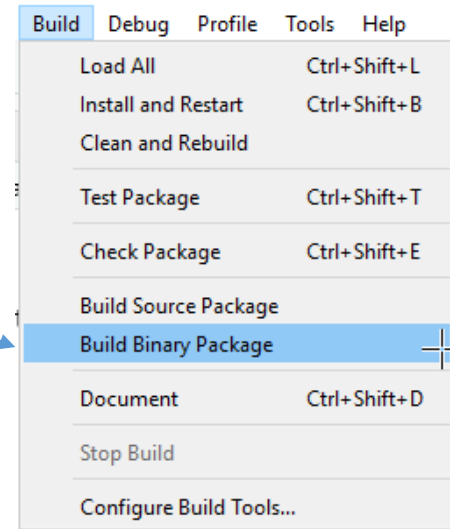 Build Debug Profile Tools Help
Load All Ctrl+Shift+L
Install and Restart Ctrl+Shift+B
Clean and Rebuild
Test Package Ctrl+Shift+T
Check Package Ctrl+Shift+E
Build Source Package
Build Binary Package
Document Ctrl+Shift+D
Stop Build
Configure Build Tools...